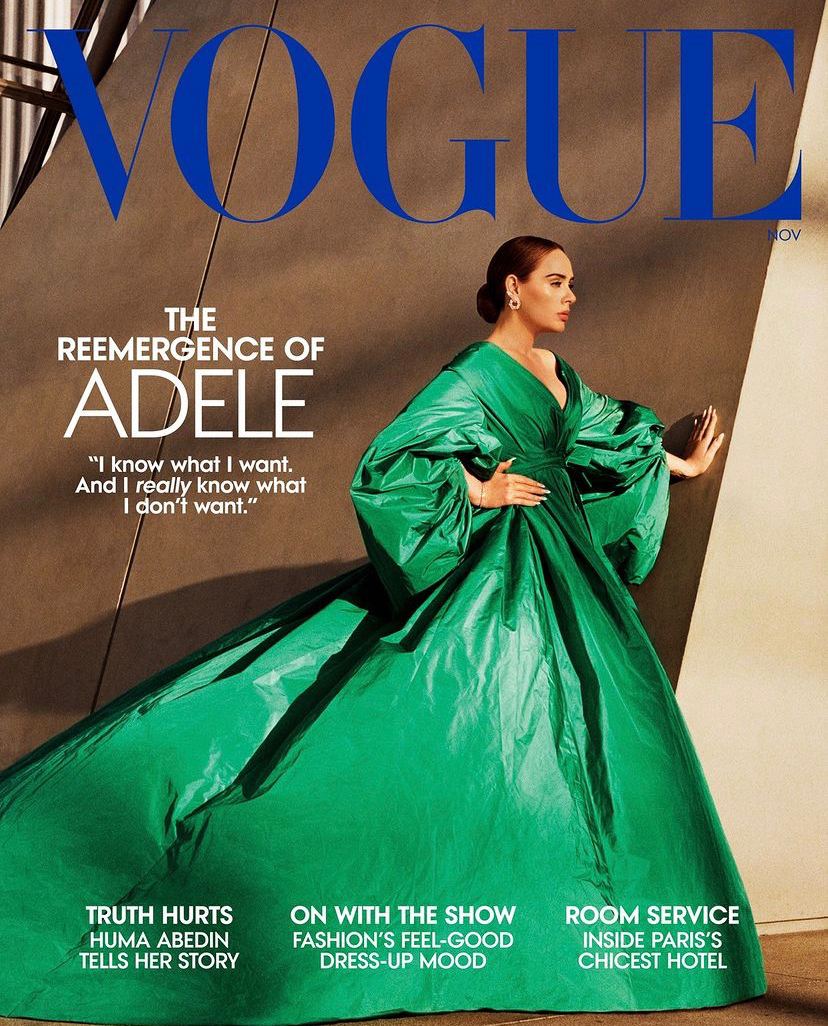 VOGUE
NOV
THE
REEMERGENCE OF
ADELE
“I know what I want.
And I really know what
I don’t want.”
TRUTH HURTS
HUMA ABEDIN
TELLS HER STORY
ON WITH THE SHOW
FASHION’S FEEL-GOOD
DRESS-UP MOOD
ROOM SERVICE
INSIDE PARIS’S
CHICEST HOTEL